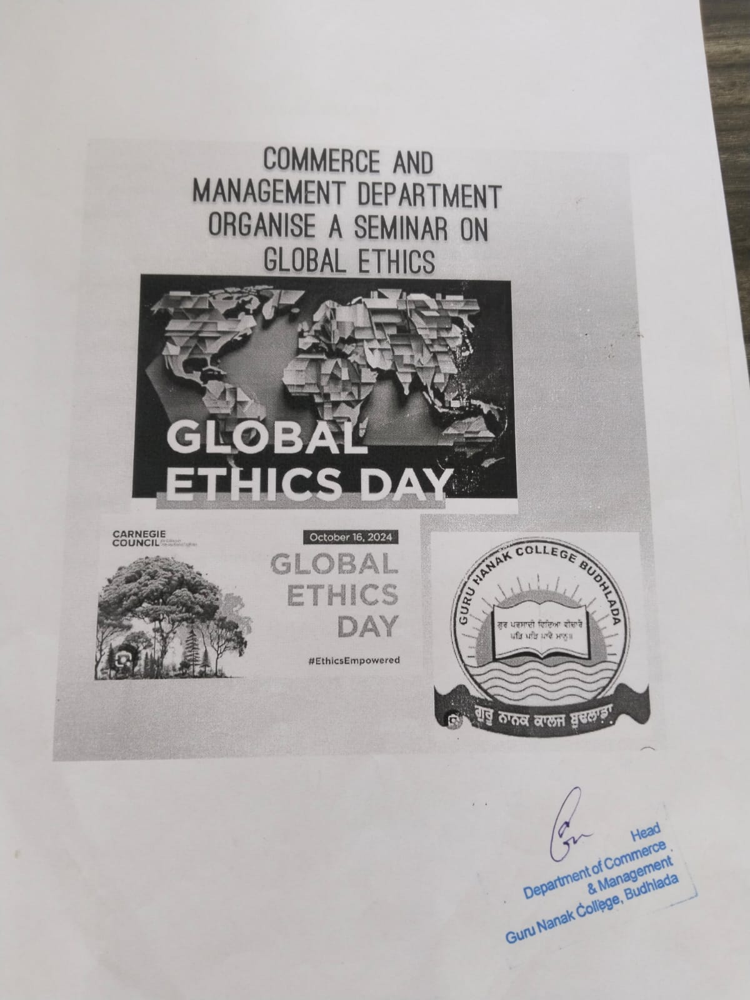 COMMERCE AND
MANAGEMENT DEPARTMENT
ORGANISE A SEMINAR ON
GLOBAL ETHICS
GLOBAL
ETHICS DAY
CARNEGIE
COUNCIL
October 16, 2024
GLOBAL
ETHICS
DAY
#EthicsEmpowered
GURU NANAK COLLEGE BUDHLADA
ਗੁਰ ਪਰਸਾਦੀ ਵਿਦਿਆ ਵੀਚਾਰੈ
ਪੜਿ ਪੜਿ ਪਾਵੈ ਮਾਨੁ॥
ਗੁਰੂ ਨਾਨਕ ਕਾਲਜ ਬੁਢਲਾਡਾ
Head
Department of Commerce
& Management
Guru Nanak College, Budhlada